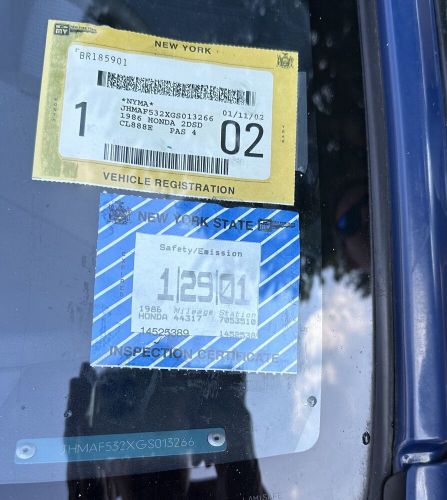 NEW YORK
BR185901
*NYMA*
01/11/02
JHMAF532XGS013266
1986 HONDA 2DSD
CL888E PAS 4
1
02
VEHICLE REGISTRATION
NEW YORK STATE
Safety/Emission
1/29/01
1986 Mileage Station
HONDA 44317 7053510
14525389
INSPECTION CERTIFICATE
JHMAF532XGS013266